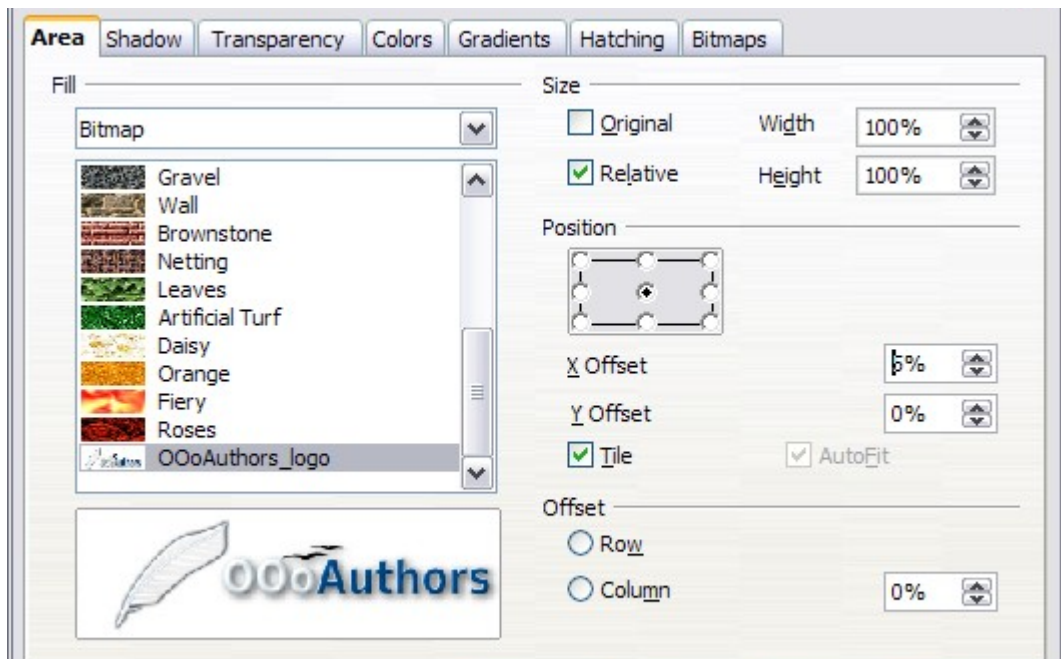 Area Shadow Transparency Colors Gradients Hatching Bitmaps
Fill
Bitmap
Gravel
Wall
Brownstone
Netting
Leaves
Artificial Turf
Daisy
Orange
Fiery
Roses
OOoAuthors_logo
OOoAuthors
Size
Original Width 100%
Relative Height 100%
Position
X Offset 5%
Y Offset 0%
Tile AutoFit
Offset
Row
Column 0%